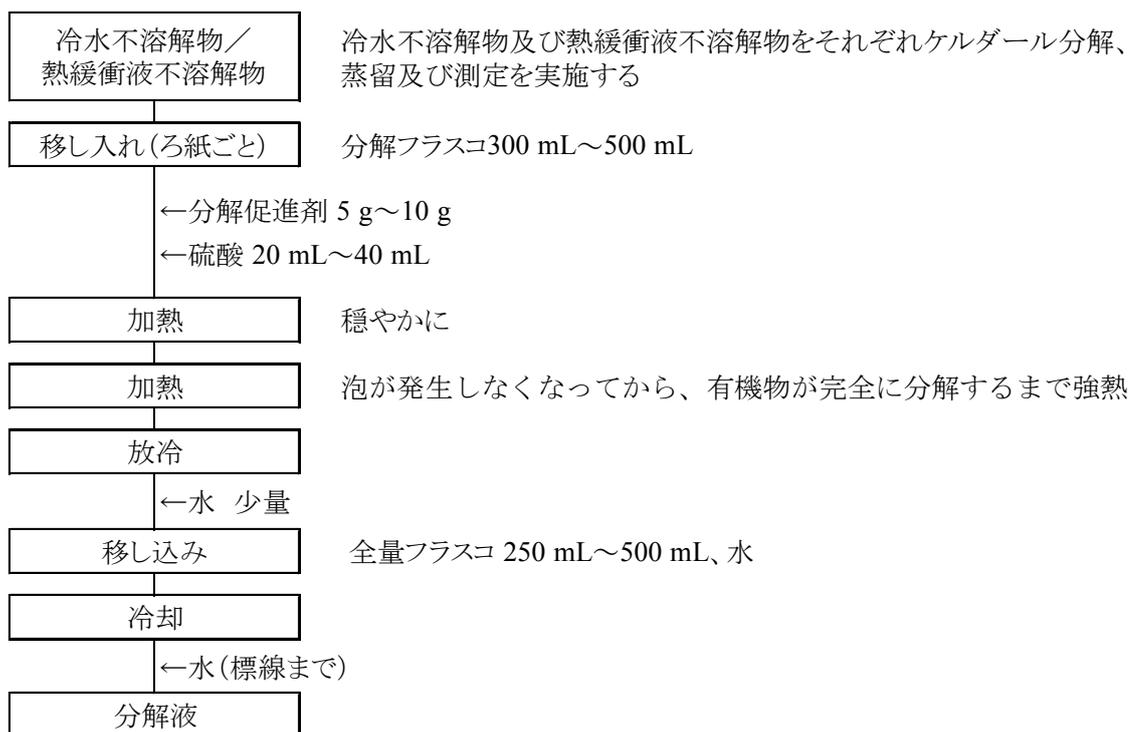 冷水不溶解物／
熱緩衝液不溶解物
冷水不溶解物及び熱緩衝液不溶解物をそれぞれケルダール分解、
蒸留及び測定を実施する
移し入れ（ろ紙ごと）
分解フラスコ300 mL～500 mL
←分解促進剤 5 g～10 g
←硫酸 20 mL～40 mL
加熱
穏やかに
加熱
泡が発生しなくなってから、有機物が完全に分解するまで強熱
放冷
←水　少量
移し込み
全量フラスコ 250 mL～500 mL、水
冷却
←水（標線まで）
分解液